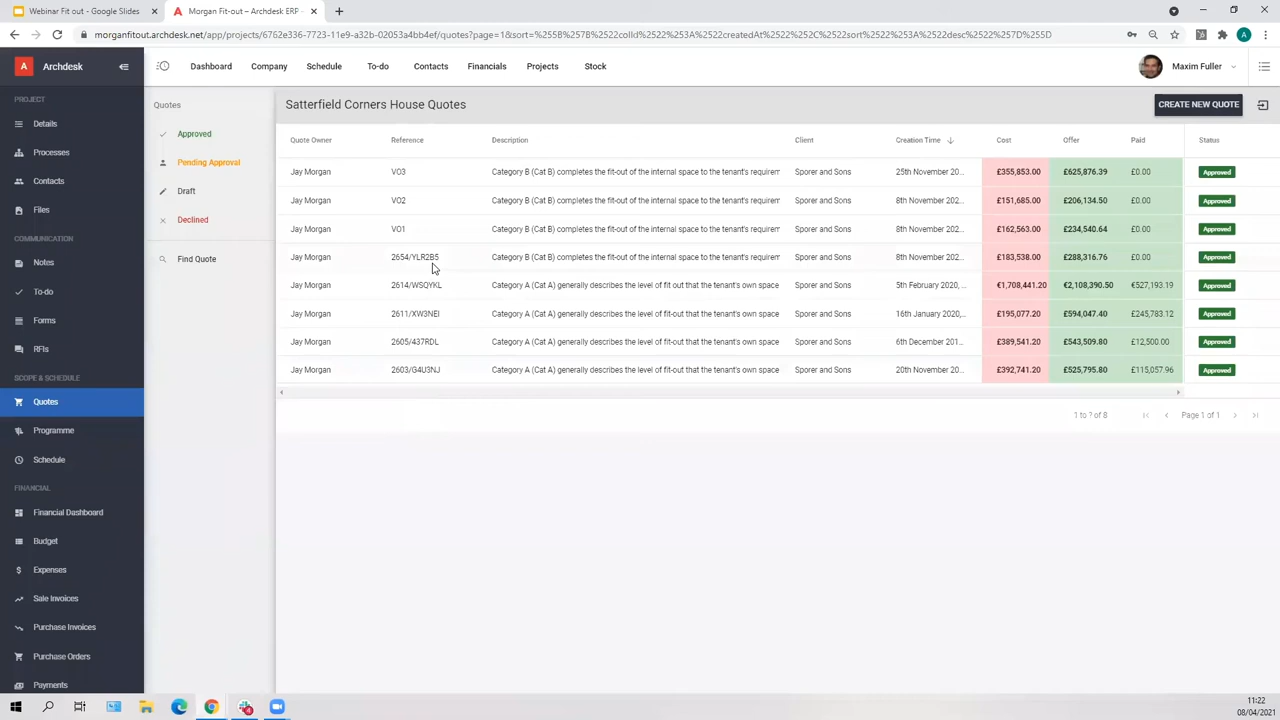 Webinar Fit out - Google Slides
Morgan Fit-out – Archdesk ERP
morganfitout.archdesk.net/app/projects/6762e336-7723-11e9-a32b-02053a4bb4ef/quotes?page=1&sort=%255B%257B%2522colId%2522%253A%2522createdAt%2522%252C%2522sort%2522%253A%2522desc%2522%257D%255D
A
A
Archdesk
Dashboard
Company
Schedule
To-do
Contacts
Financials
Projects
Stock
Maxim Fuller
PROJECT
Details
Processes
Contacts
Files
COMMUNICATION
Notes
To-do
Forms
RFIs
SCOPE & SCHEDULE
Quotes
Programme
Schedule
FINANCIAL
Financial Dashboard
Budget
Expenses
Sale Invoices
Purchase Invoices
Purchase Orders
Payments
Quotes
Approved
Pending Approval
Draft
Declined
Find Quote
Satterfield Corners House Quotes
CREATE NEW QUOTE
Quote Owner Reference Description Client Creation Time Cost Offer Paid Status
Jay Morgan VO3 Category B (Cat B) completes the fit-out of the internal space to the tenant's requirem Sporer and Sons 25th November 20... £355,853.00 £625,876.39 £0.00 Approved
Jay Morgan VO2 Category B (Cat B) completes the fit-out of the internal space to the tenant's requirem Sporer and Sons 8th November 202... £151,685.00 £206,134.50 £0.00 Approved
Jay Morgan VO1 Category B (Cat B) completes the fit-out of the internal space to the tenant's requirem Sporer and Sons 8th November 202... £162,563.00 £234,540.64 £0.00 Approved
Jay Morgan 2654/YLR2B5 Category B (Cat B) completes the fit-out of the internal space to the tenant's requirem Sporer and Sons 8th November 202... £183,538.00 £288,316.76 £0.00 Approved
Jay Morgan 2614/WSQYKL Category A (Cat A) generally describes the level of fit out that the tenant's own space Sporer and Sons 5th February 2020,... €1,708,441.20 €2,108,390.50 £527,193.19 Approved
Jay Morgan 2611/XW3NEI Category A (Cat A) generally describes the level of fit-out that the tenant's own space Sporer and Sons 16th January 2020,... £195,077.20 £594,047.40 £245,783.12 Approved
Jay Morgan 2605/437RDL Category A (Cat A) generally describes the level of fit-out that the tenant's own space Sporer and Sons 6th December 201... £389,541.20 £543,509.80 £12,500.00 Approved
Jay Morgan 2603/G4U3NJ Category A (Cat A) generally describes the level of fit-out that the tenant's own space Sporer and Sons 20th November 20... £392,741.20 £525,795.80 £115,057.96 Approved
1 to ? of 8
Page 1 of 1
11:22
08/04/2021